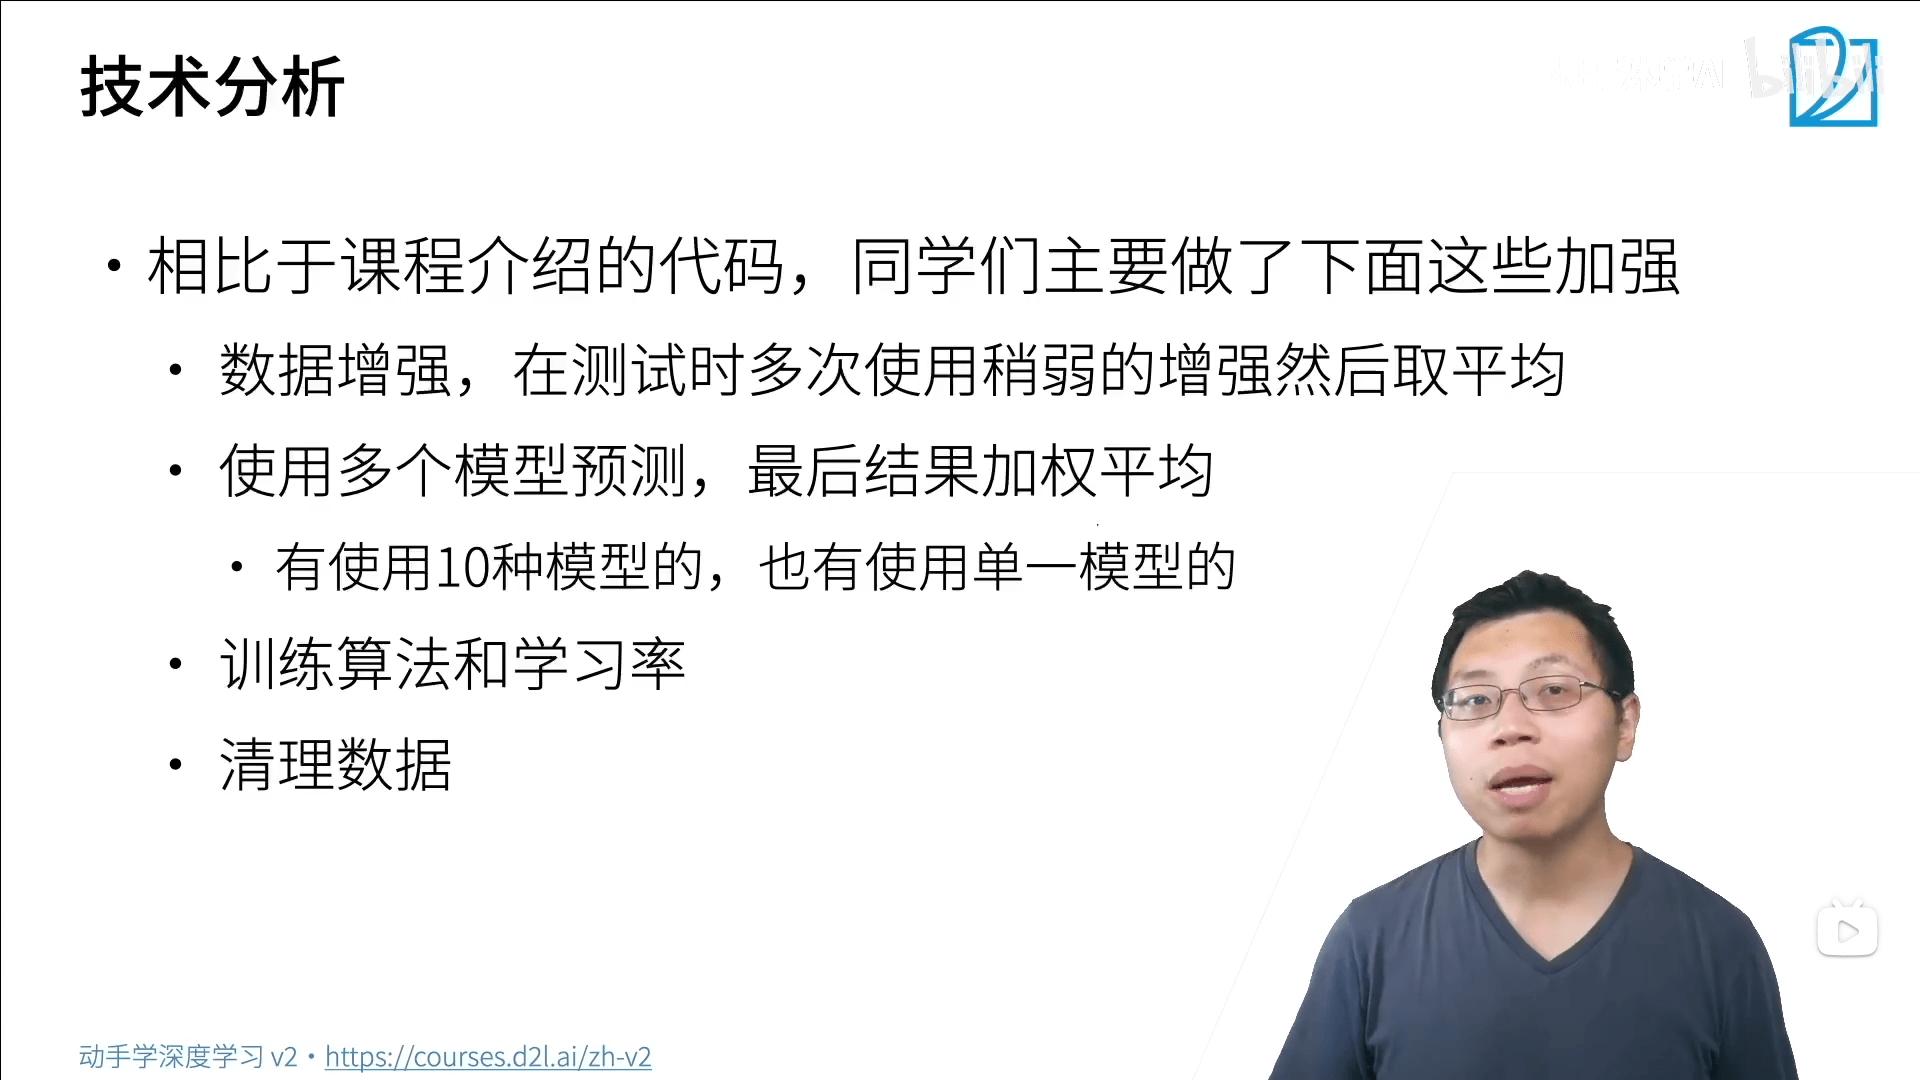 技术分析
• 相比于课程介绍的代码，同学们主要做了下面这些加强
• 数据增强，在测试时多次使用稍弱的增强然后取平均
• 使用多个模型预测，最后结果加权平均
• 有使用10种模型的，也有使用单一模型的
• 训练算法和学习率
• 清理数据
动手学深度学习 v2 • https://courses.d2l.ai/zh-v2